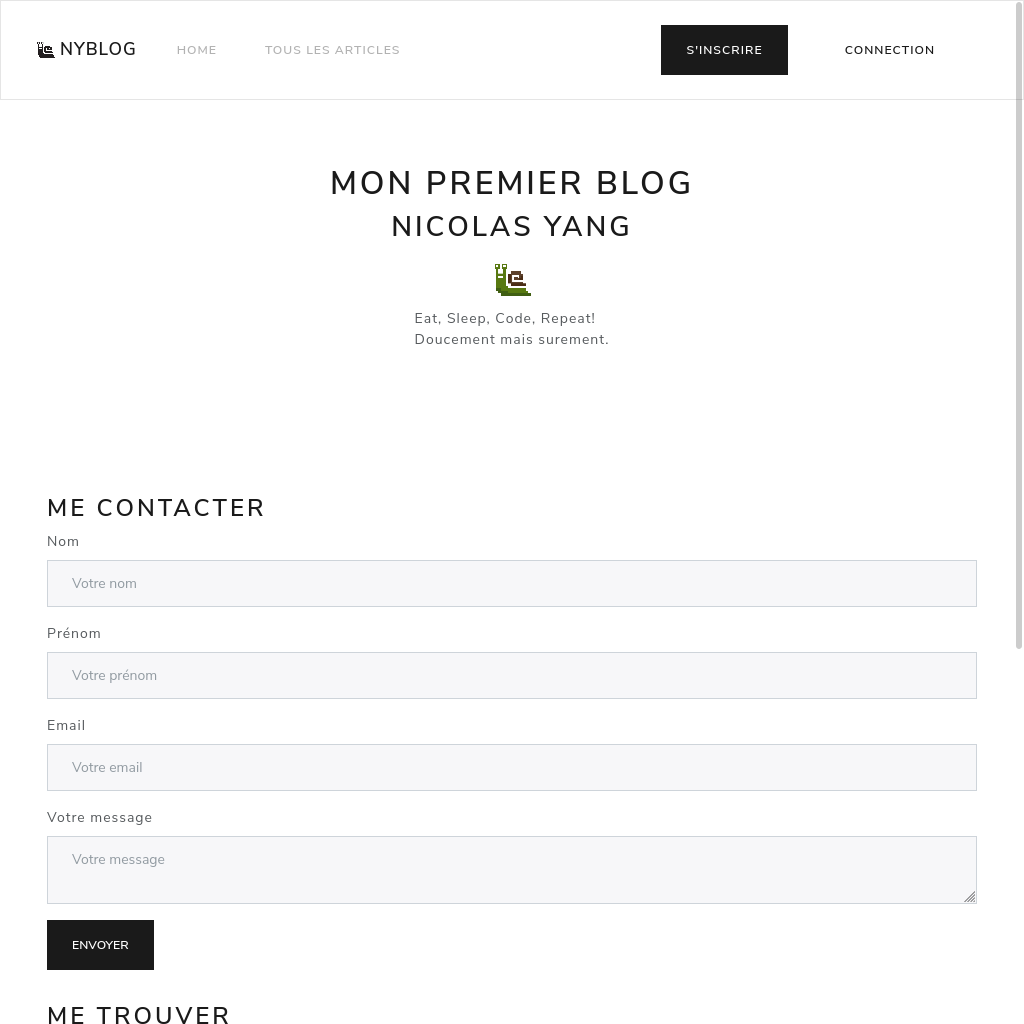 NYBLOG
HOME
TOUS LES ARTICLES
S'INSCRIRE
CONNECTION
MON PREMIER BLOG
NICOLAS YANG
Eat, Sleep, Code, Repeat!
Doucement mais surement.
ME CONTACTER
Nom
Votre nom
Prénom
Votre prénom
Email
Votre email
Votre message
Votre message
ENVOYER
ME TROUVER